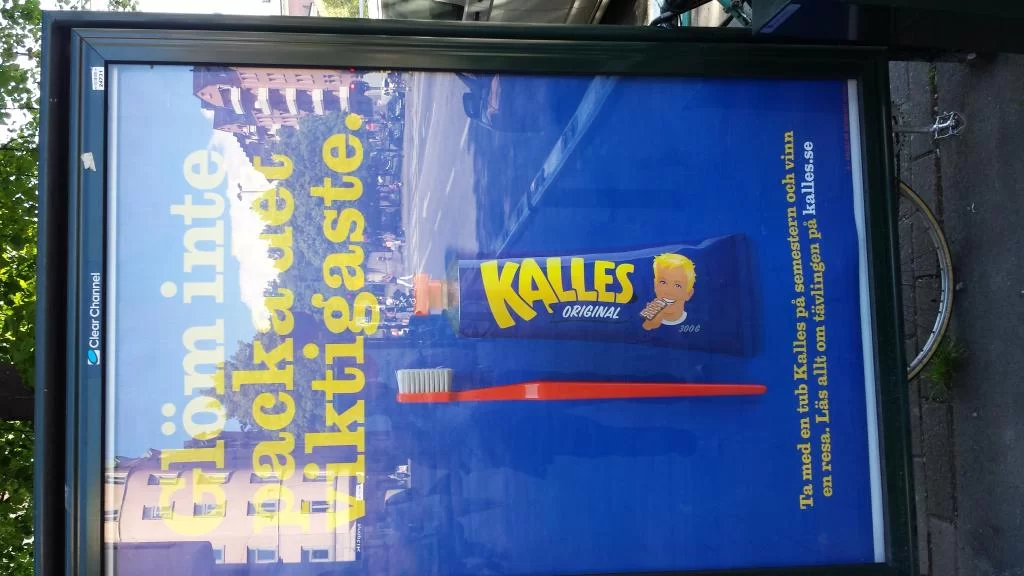 Clear Channel
Glöm inte
packa det
viktigaste.
KALLES
ORIGINAL
300G
Ta med en tub Kalles på semestern och vinn
en resa. Läs allt om tävlingen på kalles.se